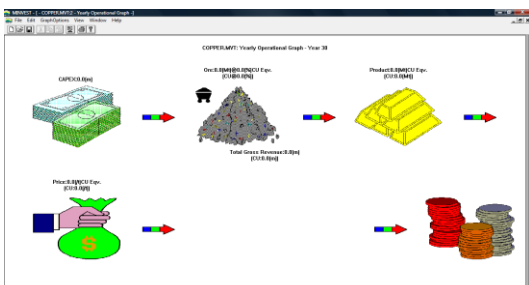 MBWEST - [ - COPPER.MVT:2 - Yearly Operational Graph -]
File Edit GraphOptions View Window Help
COPPER.MVT: Yearly Operational Graph - Year 30
CAPEX:0.0[m]
Ore:0.0[Mt]@0.0[%]CU Eqv.
(CU@0.0[%])
Product:0.0[Mt]CU Eqv.
(CU:0.0[Mt])
Total Gross Revenue:0.0[m]
(CU:0.0[m])
Price:0.0[/t]CU Eqv.
(CU:0.0[/t])
$